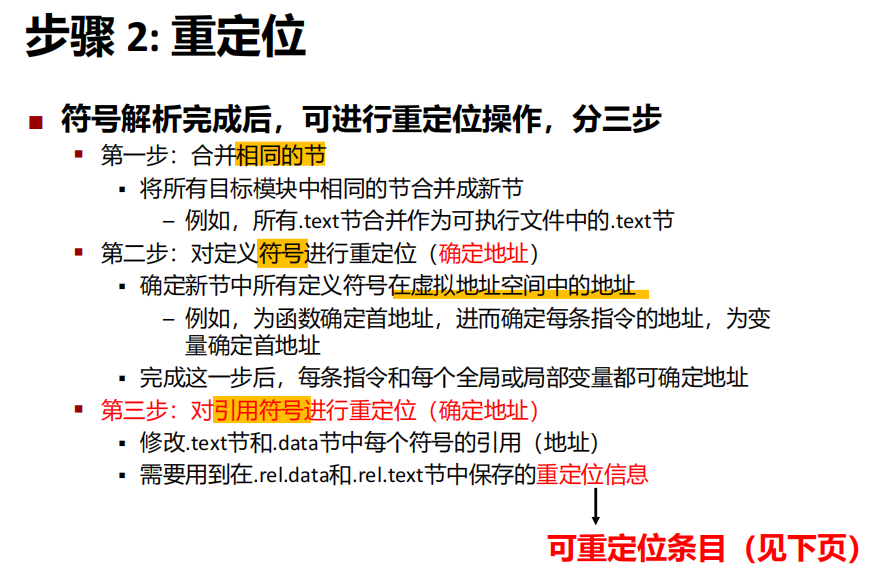 步骤 2: 重定位
符号解析完成后，可进行重定位操作，分三步
第一步：合并相同的节
将所有目标模块中相同的节合并成新节
– 例如，所有.text节合并作为可执行文件中的.text节
第二步：对定义符号进行重定位（确定地址）
确定新节中所有定义符号在虚拟地址空间中的地址
– 例如，为函数确定首地址，进而确定每条指令的地址，为变
量确定首地址
完成这一步后，每条指令和每个全局或局部变量都可确定地址
第三步：对引用符号进行重定位（确定地址）
修改.text节和.data节中每个符号的引用（地址）
需要用到在.rel.data和.rel.text节中保存的重定位信息
可重定位条目（见下页）